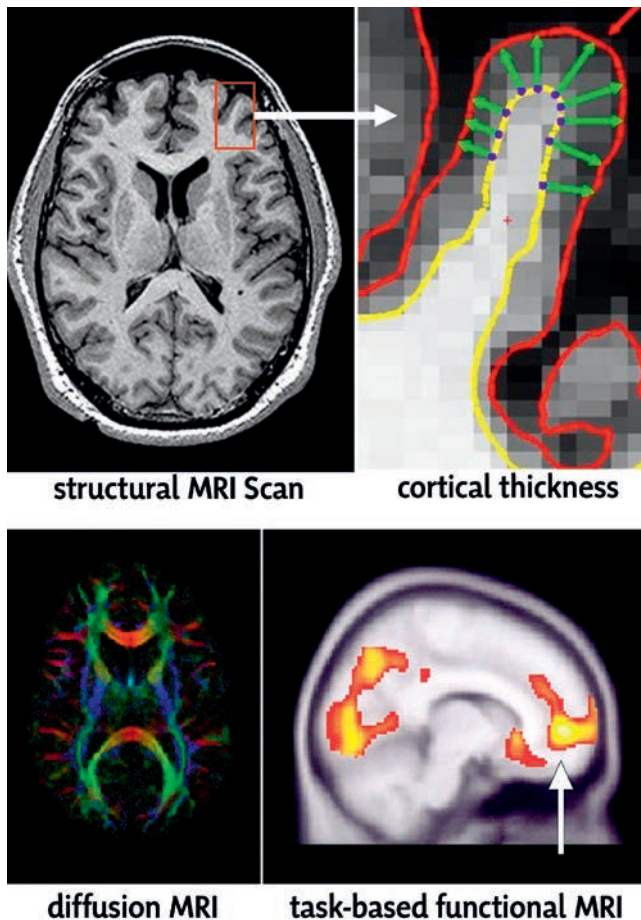 structural MRI Scan
cortical thickness
diffusion MRI
task-based functional MRI